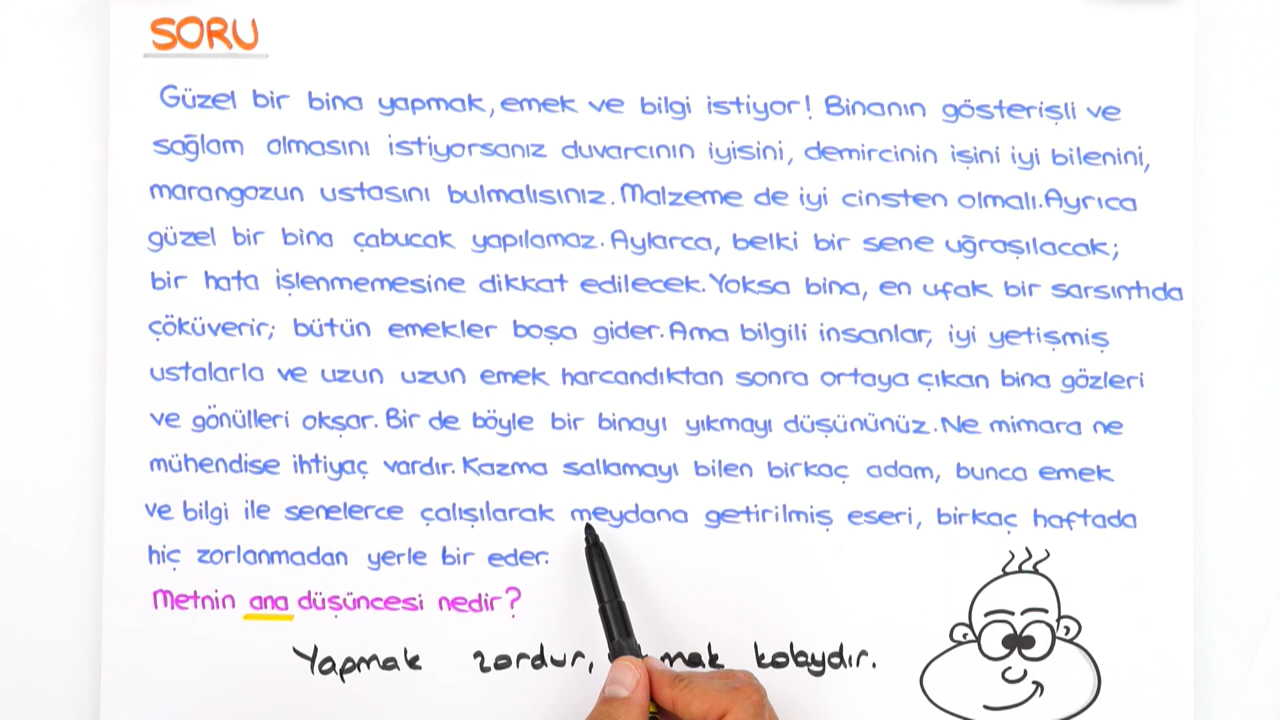 SORU
Güzel bir bina yapmak, emek ve bilgi istiyor! Binanın gösterişli ve
sağlam olmasını istiyorsanız duvarcının iyisini, demircinin işini iyi bilenini,
marangozun ustasını bulmalısınız. Malzeme de iyi cinsten olmalı. Ayrıca
güzel bir bina çabucak yapılamaz. Aylarca, belki bir sene uğraşılacak;
bir hata işlenmemesine dikkat edilecek. Yoksa bina, en ufak bir sarsıntıda
çöküverir; bütün emekler boşa gider. Ama bilgili insanlar, iyi yetişmiş
ustalarla ve uzun uzun emek harcandıktan sonra ortaya çıkan bina gözleri
ve gönülleri okşar. Bir de böyle bir binayı yıkmayı düşününüz. Ne mimara ne
mühendise ihtiyaç vardır. Kazma sallamayı bilen birkaç adam, bunca emek
ve bilgi ile senelerce çalışılarak meydana getirilmiş eseri, birkaç haftada
hiç zorlanmadan yerle bir eder.
Metnin ana düşüncesi nedir?
Yapmak zordur, mak kolaydır.